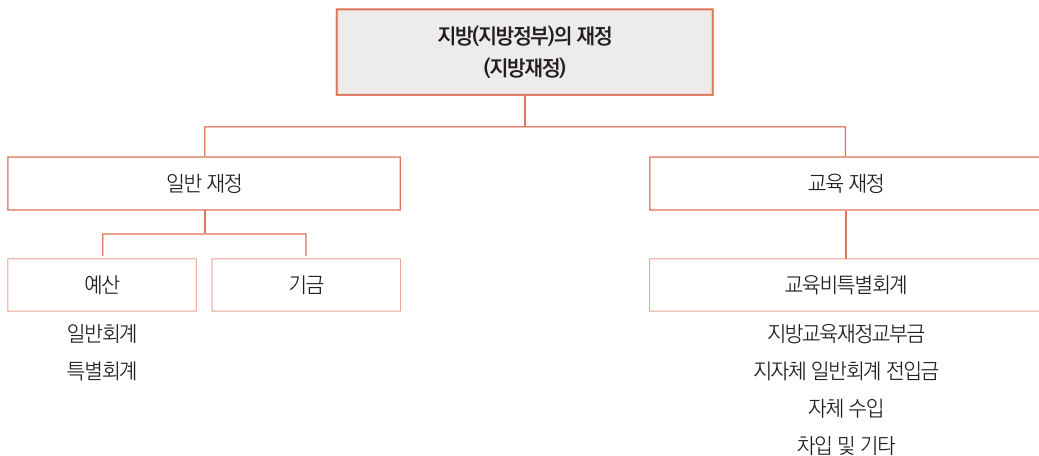 지방(지방정부)의 재정
(지방재정)
일반 재정
교육 재정
예산
기금
교육비특별회계
일반회계
특별회계
지방교육재정교부금
지자체 일반회계 전입금
자체 수입
차입 및 기타